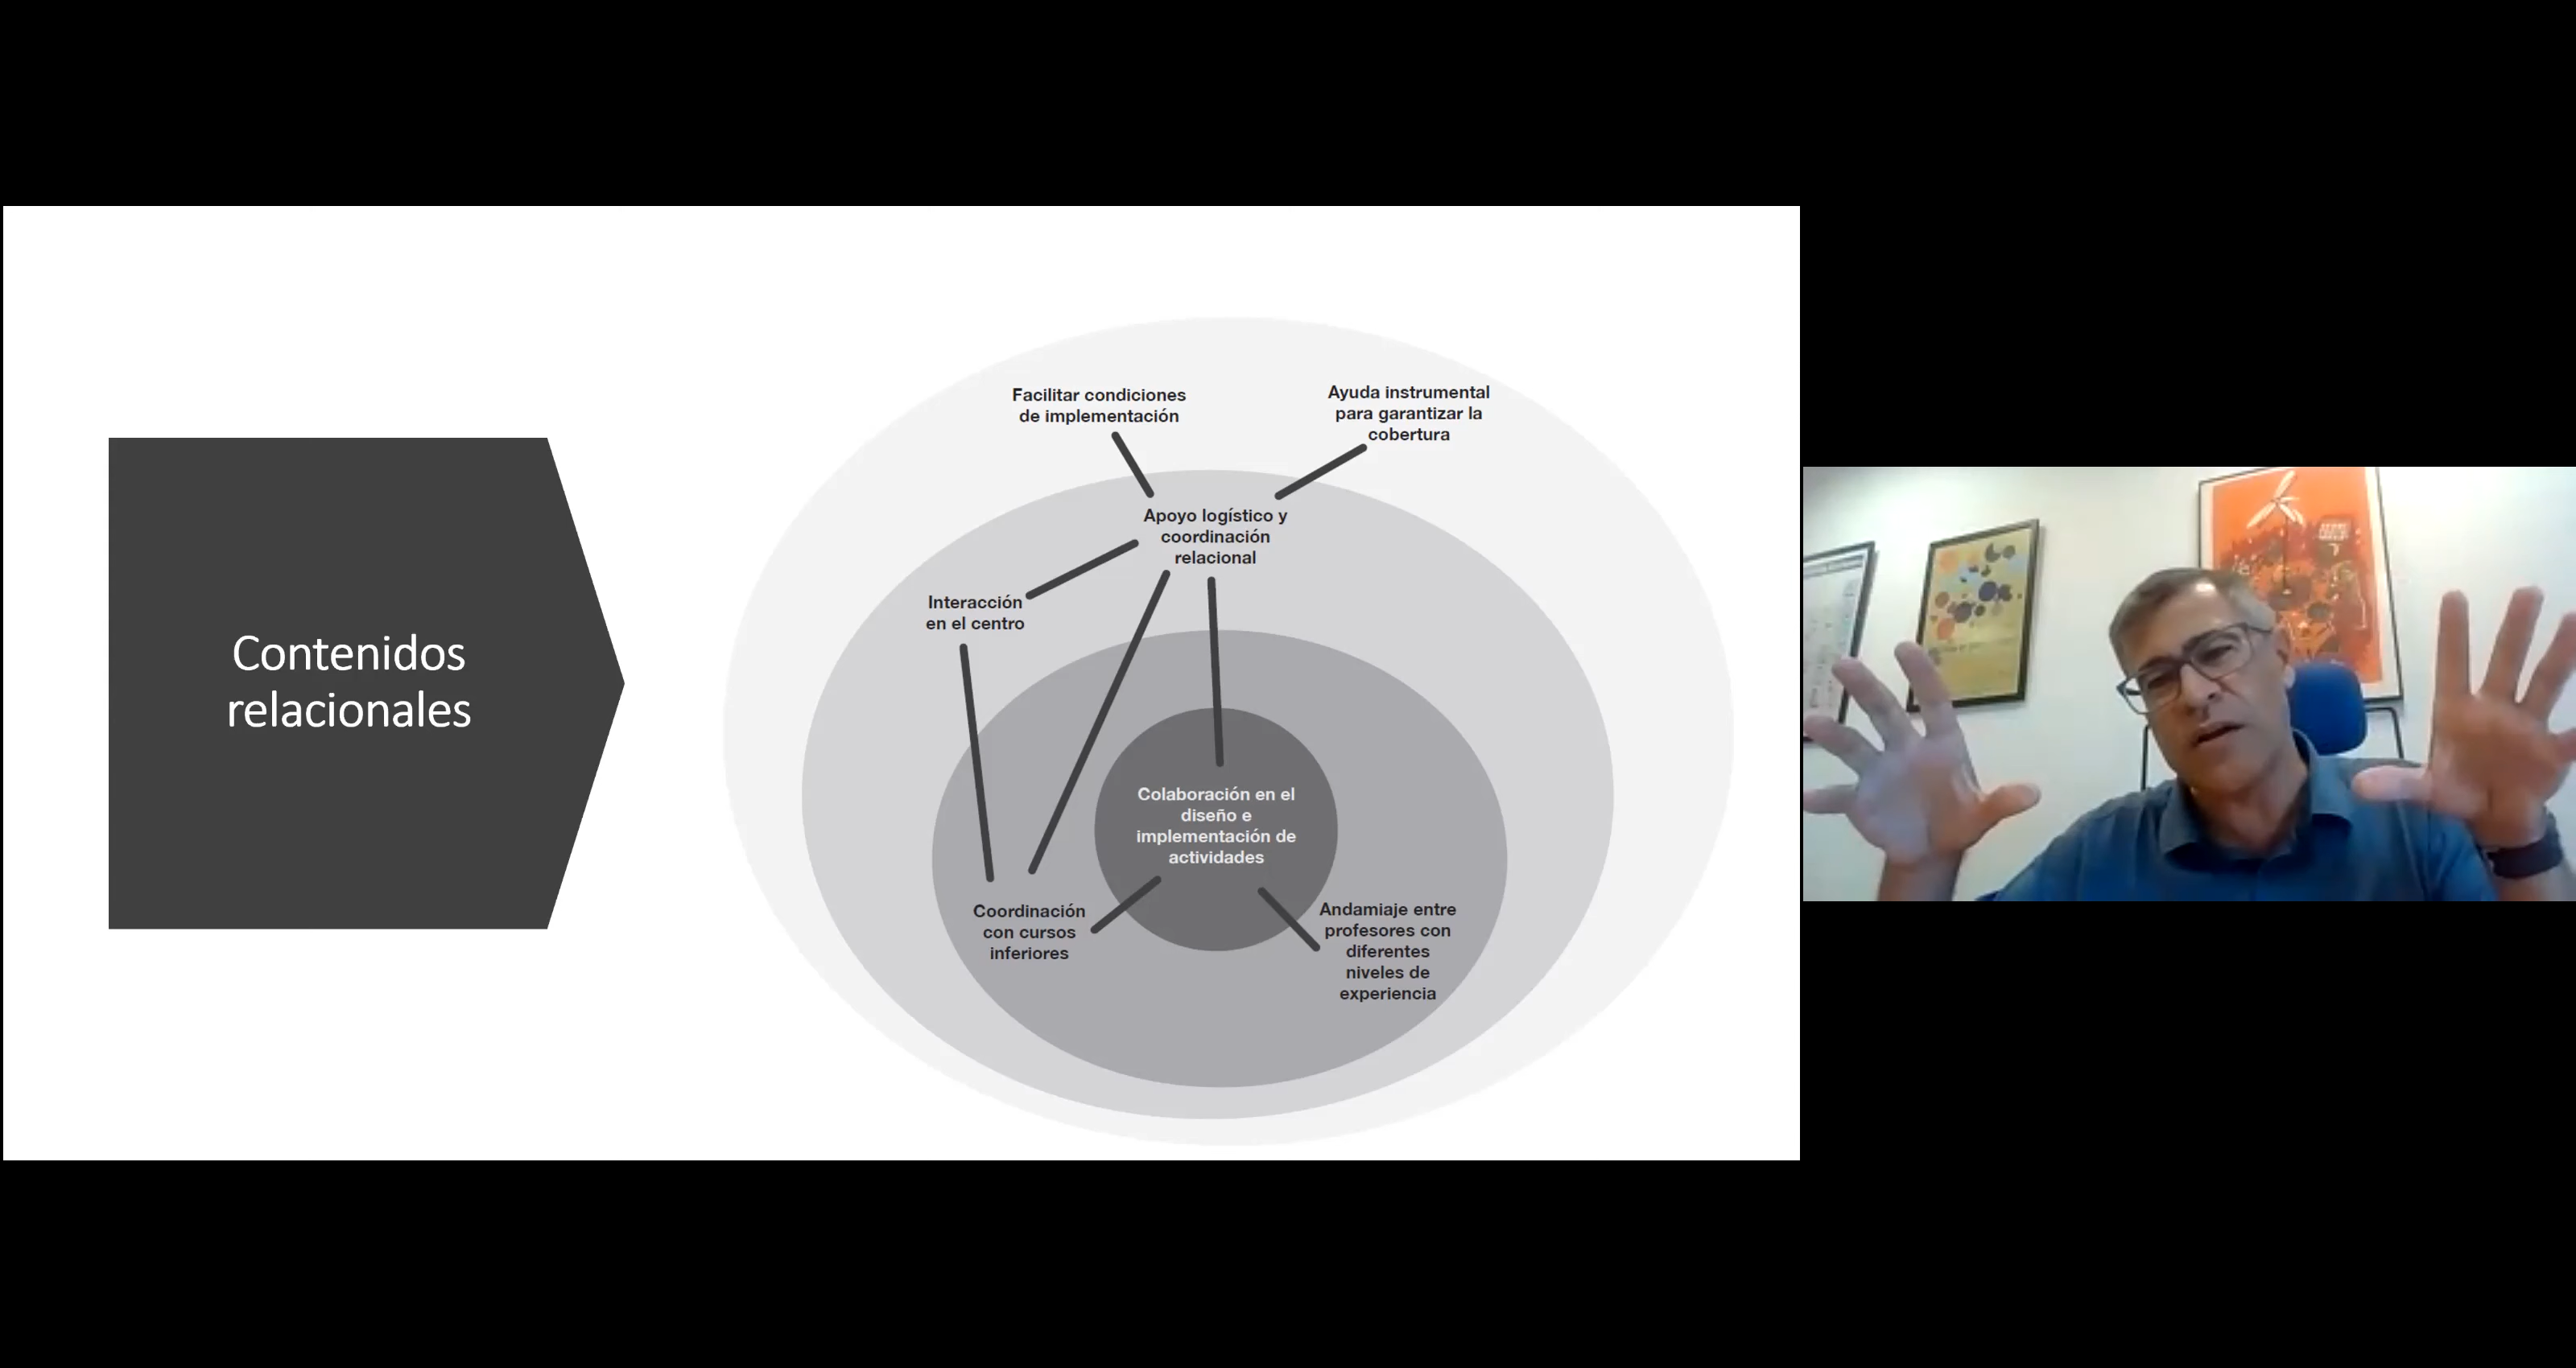 Contenidos
relacionales
Facilitar condiciones
de implementación
Ayuda instrumental
para garantizar la
cobertura
Apoyo logístico y
coordinación
relacional
Interacción
en el centro
Colaboración en el
diseño e
implementación de
actividades
Coordinación
con cursos
inferiores
Andamiaje entre
profesores con
diferentes
niveles de
experiencia